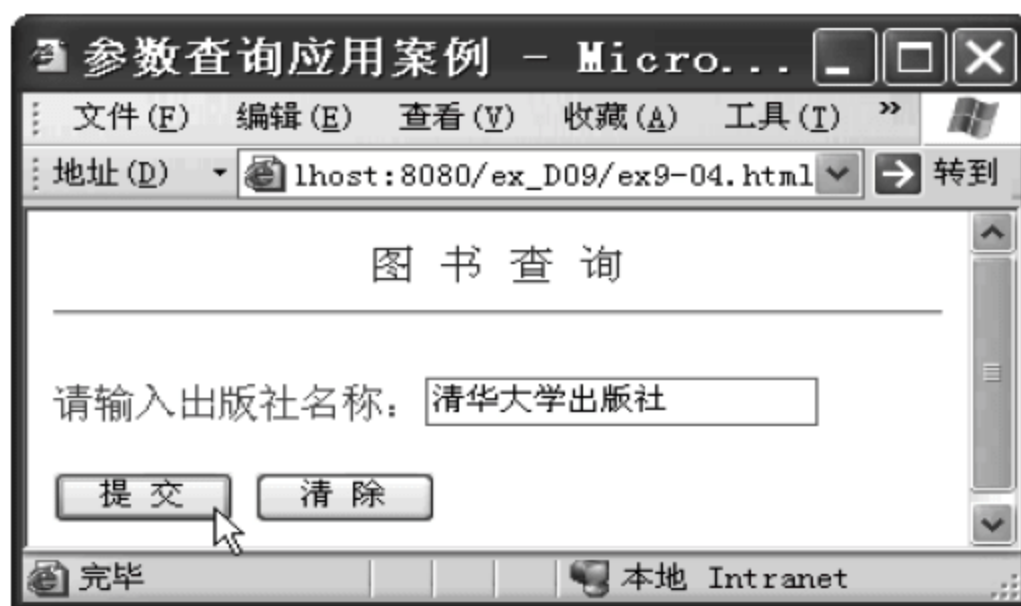 参数查询应用案例 - Micro...
文件(F) 编辑(E) 查看(V) 收藏(A) 工具(T) »
地址(D) lhost:8080/ex_D09/ex9-04.html 转到
图 书 查 询
请输入出版社名称: 清华大学出版社
提 交 清 除
完毕 本地 Intranet